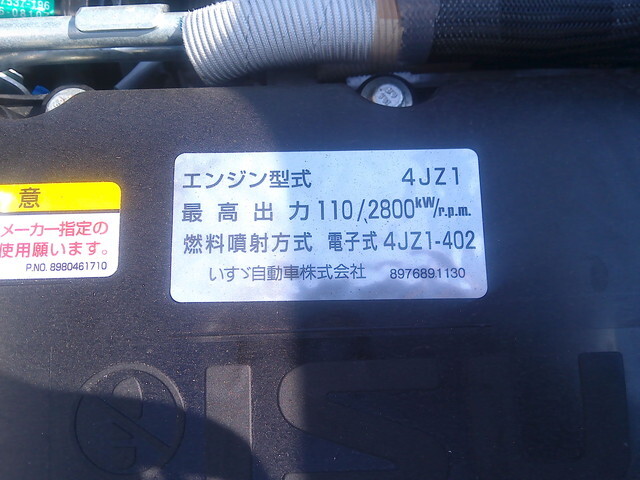 エンジン型式 4JZ1
最高出力 110/2800kW/r.p.m.
燃料噴射方式 電子式 4JZ1-402
いすゞ自動車株式会社 8976891130
意
メーカー指定の
使用願います。
P.NO. 8980461710
ISU